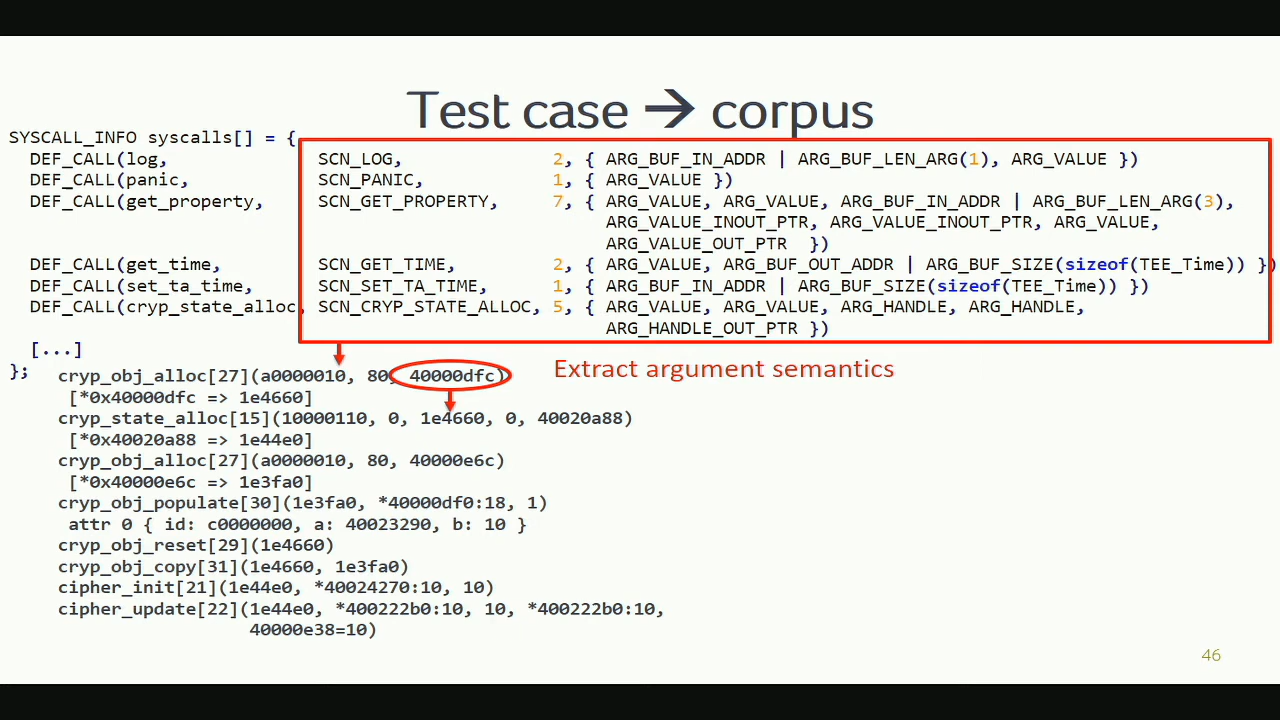 Test case → corpus
SYSCALL_INFO syscalls[] = {
DEF_CALL(log, SCN_LOG, 2, { ARG_BUF_IN_ADDR | ARG_BUF_LEN_ARG(1), ARG_VALUE })
DEF_CALL(panic, SCN_PANIC, 1, { ARG_VALUE })
DEF_CALL(get_property, SCN_GET_PROPERTY, 7, { ARG_VALUE, ARG_VALUE, ARG_BUF_IN_ADDR | ARG_BUF_LEN_ARG(3),
ARG_VALUE_INOUT_PTR, ARG_VALUE_INOUT_PTR, ARG_VALUE,
ARG_VALUE_OUT_PTR })
DEF_CALL(get_time, SCN_GET_TIME, 2, { ARG_VALUE, ARG_BUF_OUT_ADDR | ARG_BUF_SIZE(sizeof(TEE_Time)) })
DEF_CALL(set_ta_time, SCN_SET_TA_TIME, 1, { ARG_BUF_IN_ADDR | ARG_BUF_SIZE(sizeof(TEE_Time)) })
DEF_CALL(cryp_state_alloc, SCN_CRYP_STATE_ALLOC, 5, { ARG_VALUE, ARG_VALUE, ARG_HANDLE, ARG_HANDLE,
ARG_HANDLE_OUT_PTR })
[...]
};
Extract argument semantics
cryp_obj_alloc[27](a0000010, 80, 40000dfc)
[*0x40000dfc => 1e4660]
cryp_state_alloc[15](10000110, 0, 1e4660, 0, 40020a88)
[*0x40020a88 => 1e44e0]
cryp_obj_alloc[27](a0000010, 80, 40000e6c)
[*0x40000e6c => 1e3fa0]
cryp_obj_populate[30](1e3fa0, *40000df0:18, 1)
attr 0 { id: c0000000, a: 40023290, b: 10 }
cryp_obj_reset[29](1e4660)
cryp_obj_copy[31](1e4660, 1e3fa0)
cipher_init[21](1e44e0, *40024270:10, 10)
cipher_update[22](1e44e0, *400222b0:10, 10, *400222b0:10,
40000e38=10)
46